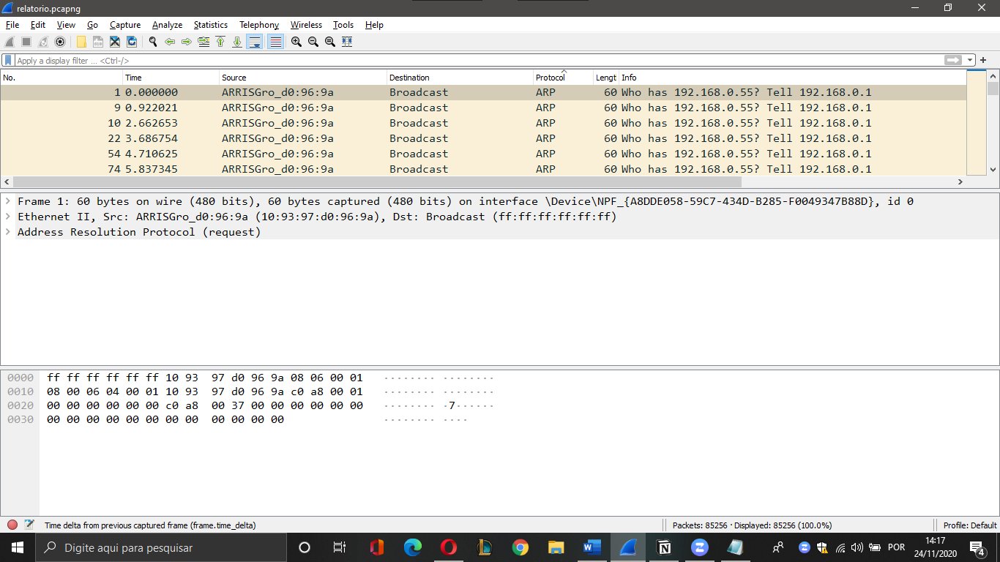 relatorio.pcapng
File Edit View Go Capture Analyze Statistics Telephony Wireless Tools Help
Apply a display filter ... <Ctrl-/>
No. Time Source Destination Protocol Lengt Info
1 0.000000 ARRISGro_d0:96:9a Broadcast ARP 60 Who has 192.168.0.55? Tell 192.168.0.1
9 0.922021 ARRISGro_d0:96:9a Broadcast ARP 60 Who has 192.168.0.55? Tell 192.168.0.1
10 2.662653 ARRISGro_d0:96:9a Broadcast ARP 60 Who has 192.168.0.55? Tell 192.168.0.1
22 3.686754 ARRISGro_d0:96:9a Broadcast ARP 60 Who has 192.168.0.55? Tell 192.168.0.1
54 4.710625 ARRISGro_d0:96:9a Broadcast ARP 60 Who has 192.168.0.55? Tell 192.168.0.1
74 5.837345 ARRISGro_d0:96:9a Broadcast ARP 60 Who has 192.168.0.55? Tell 192.168.0.1
Frame 1: 60 bytes on wire (480 bits), 60 bytes captured (480 bits) on interface \Device\NPF_{A8DDE058-59C7-434D-B285-F0049347B88D}, id 0
Ethernet II, Src: ARRISGro_d0:96:9a (10:93:97:d0:96:9a), Dst: Broadcast (ff:ff:ff:ff:ff:ff)
Address Resolution Protocol (request)
0000 ff ff ff ff ff ff 10 93 97 d0 96 9a 08 06 00 01 ········ ········
0010 08 00 06 04 00 01 10 93 97 d0 96 9a c0 a8 00 01 ········ ········
0020 00 00 00 00 00 00 c0 a8 00 37 00 00 00 00 00 00 ········ ·7······
0030 00 00 00 00 00 00 00 00 00 00 00 00 ········ ····
Time delta from previous captured frame (frame.time_delta) Packets: 85256 · Displayed: 85256 (100.0%) Profile: Default
Digite aqui para pesquisar POR 14:17
24/11/2020 4